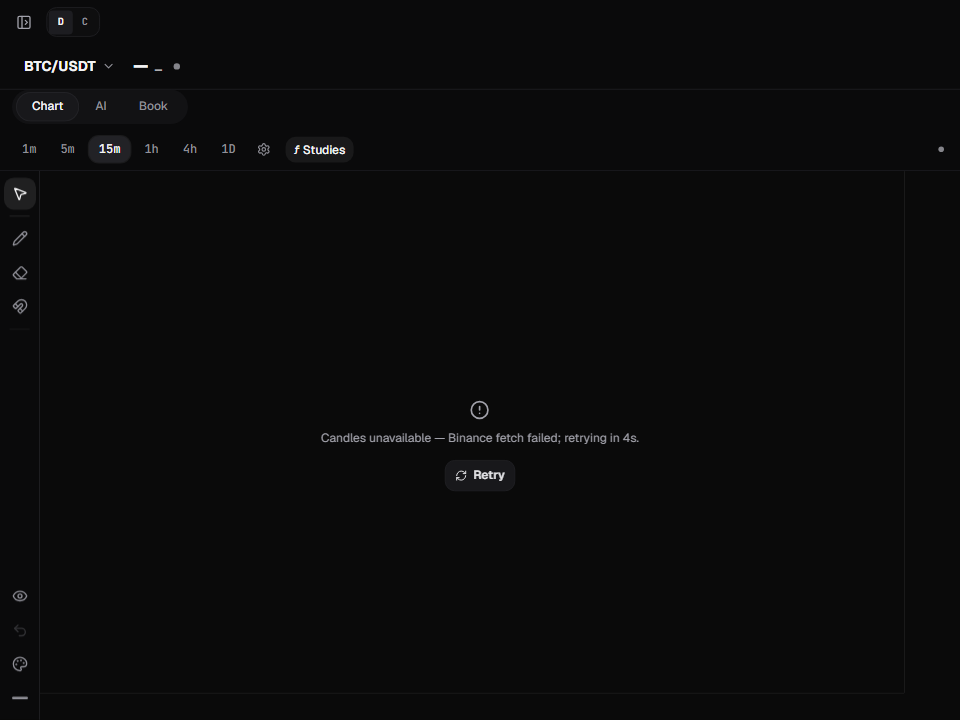 D C
BTC/USDT — _
Chart AI Book
1m 5m 15m 1h 4h 1D f Studies
Candles unavailable — Binance fetch failed; retrying in 4s.
Retry